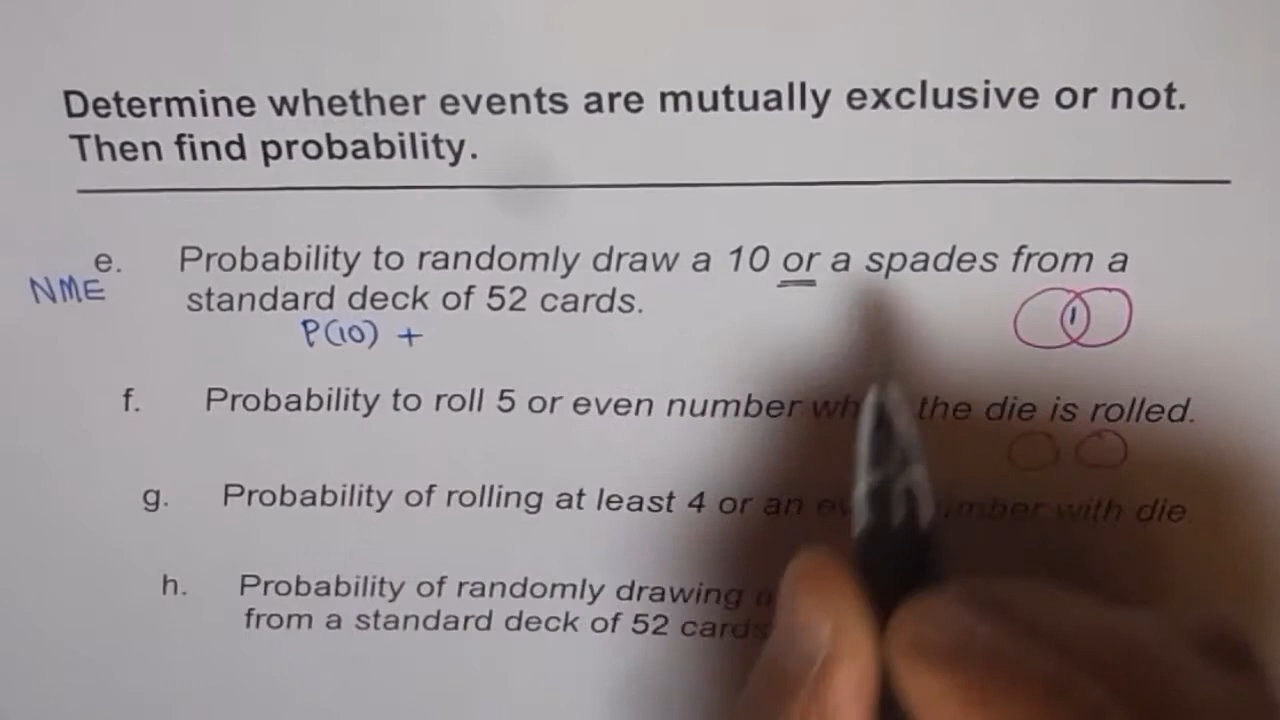 Determine whether events are mutually exclusive or not.
Then find probability.
e. Probability to randomly draw a 10 or a spades from a
NME
standard deck of 52 cards.
P(10) +
1
f. Probability to roll 5 or even number the die is rolled.
g. Probability of rolling at least 4 or an with die
h. Probability of randomly drawing
from a standard deck of 52 cards